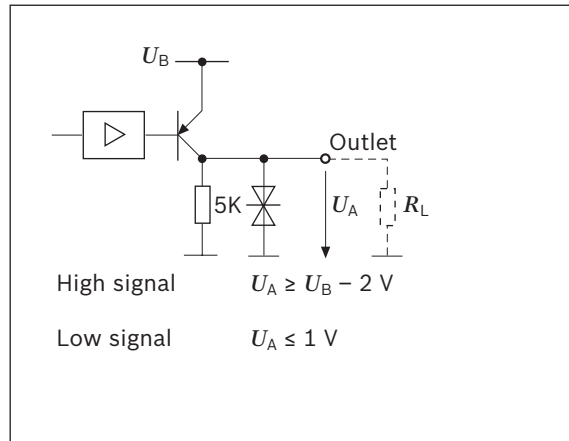 U_B
Outlet
5K
U_A
R_L
High signal U_A ≥ U_B – 2 V
Low signal U_A ≤ 1 V